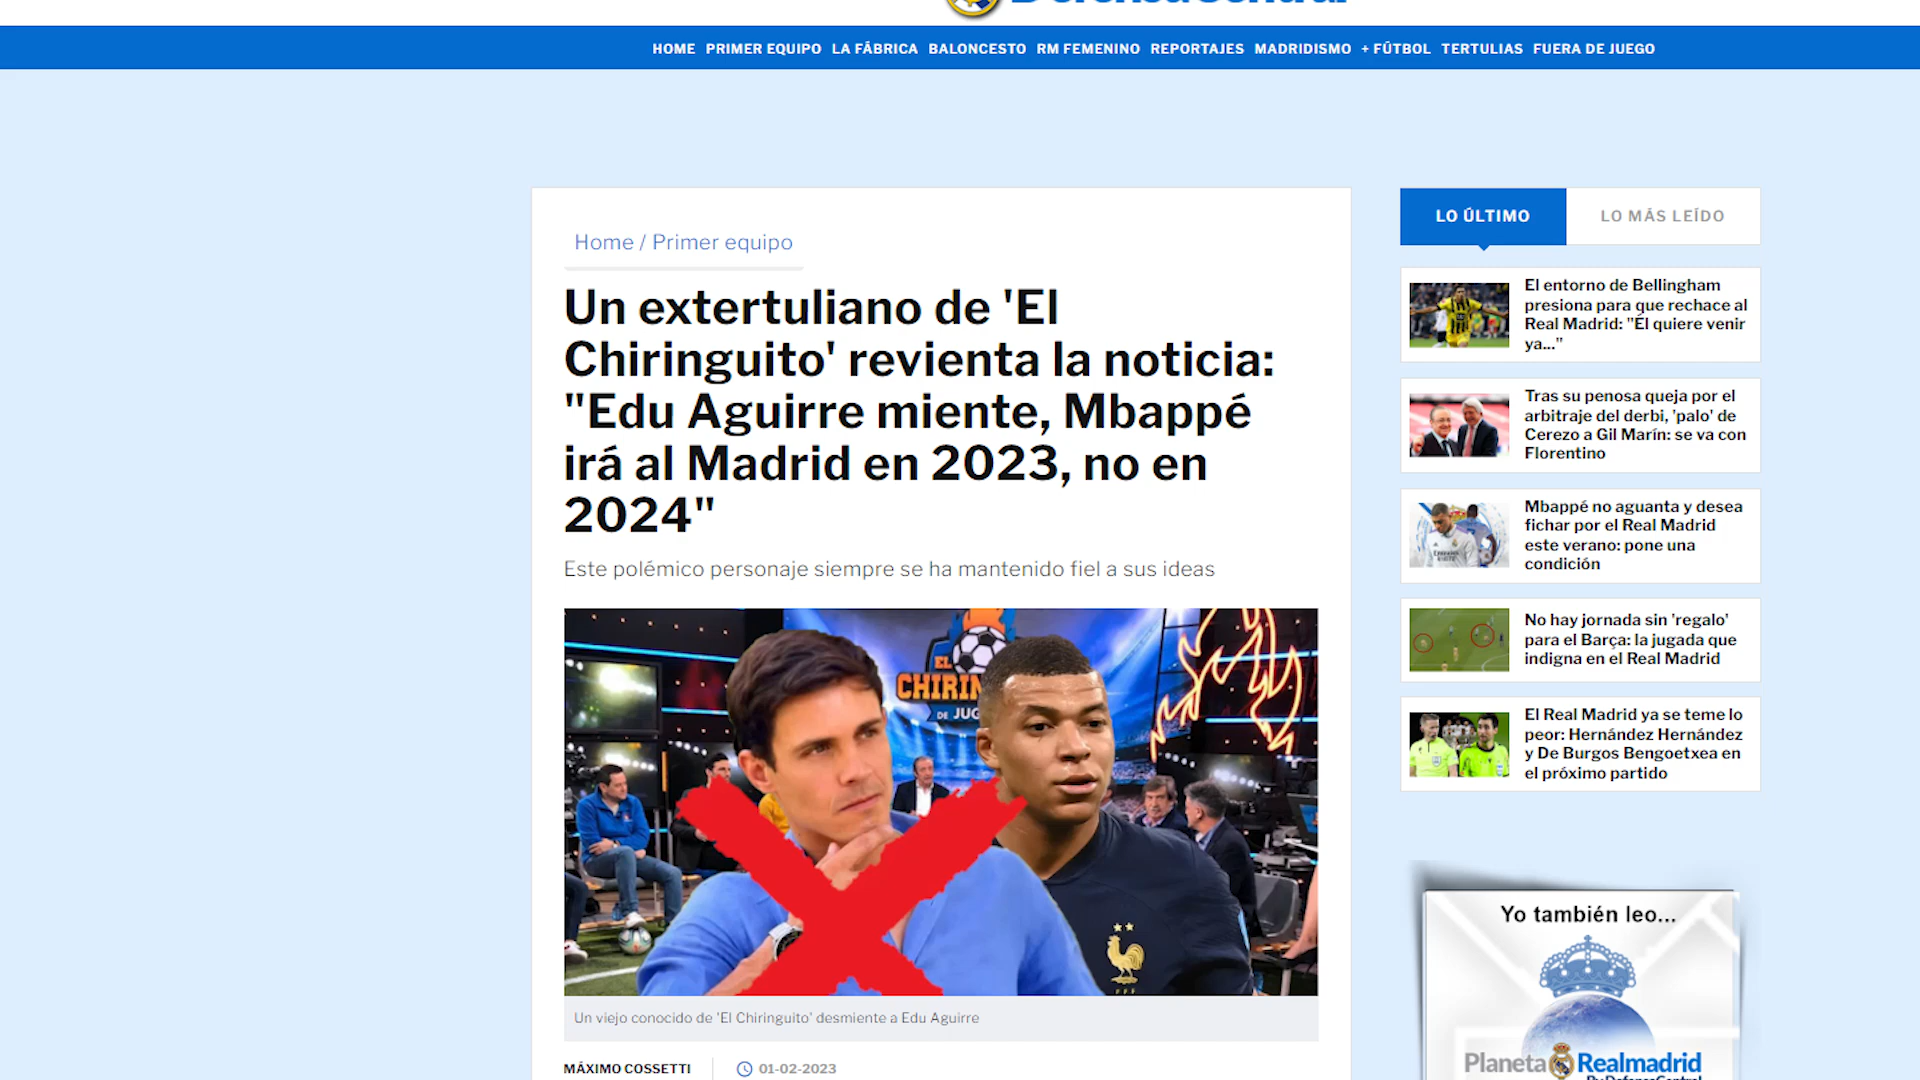 DefensaCentral
HOME PRIMER EQUIPO LA FÁBRICA BALONCESTO RM FEMENINO REPORTAJES MADRIDISMO + FÚTBOL TERTULIAS FUERA DE JUEGO
Home / Primer equipo
Un extertuliano de 'El
Chiringuito' revienta la noticia:
"Edu Aguirre miente, Mbappé
irá al Madrid en 2023, no en
2024"
Este polémico personaje siempre se ha mantenido fiel a sus ideas
EL
CHIRIN
DE JUG
FFF
Un viejo conocido de 'El Chiringuito' desmiente a Edu Aguirre
MÁXIMO COSSETTI
01-02-2023
LO ÚLTIMO
LO MÁS LEÍDO
El entorno de Bellingham
presiona para que rechace al
Real Madrid: "Él quiere venir
ya..."
Tras su penosa queja por el
arbitraje del derbi, 'palo' de
Cerezo a Gil Marín: se va con
Florentino
Mbappé no aguanta y desea
fichar por el Real Madrid
este verano: pone una
condición
No hay jornada sin 'regalo'
para el Barça: la jugada que
indigna en el Real Madrid
El Real Madrid ya se teme lo
peor: Hernández Hernández
y De Burgos Bengoetxea en
el próximo partido
Yo también leo...
Planeta Realmadrid
By DefensaCentral